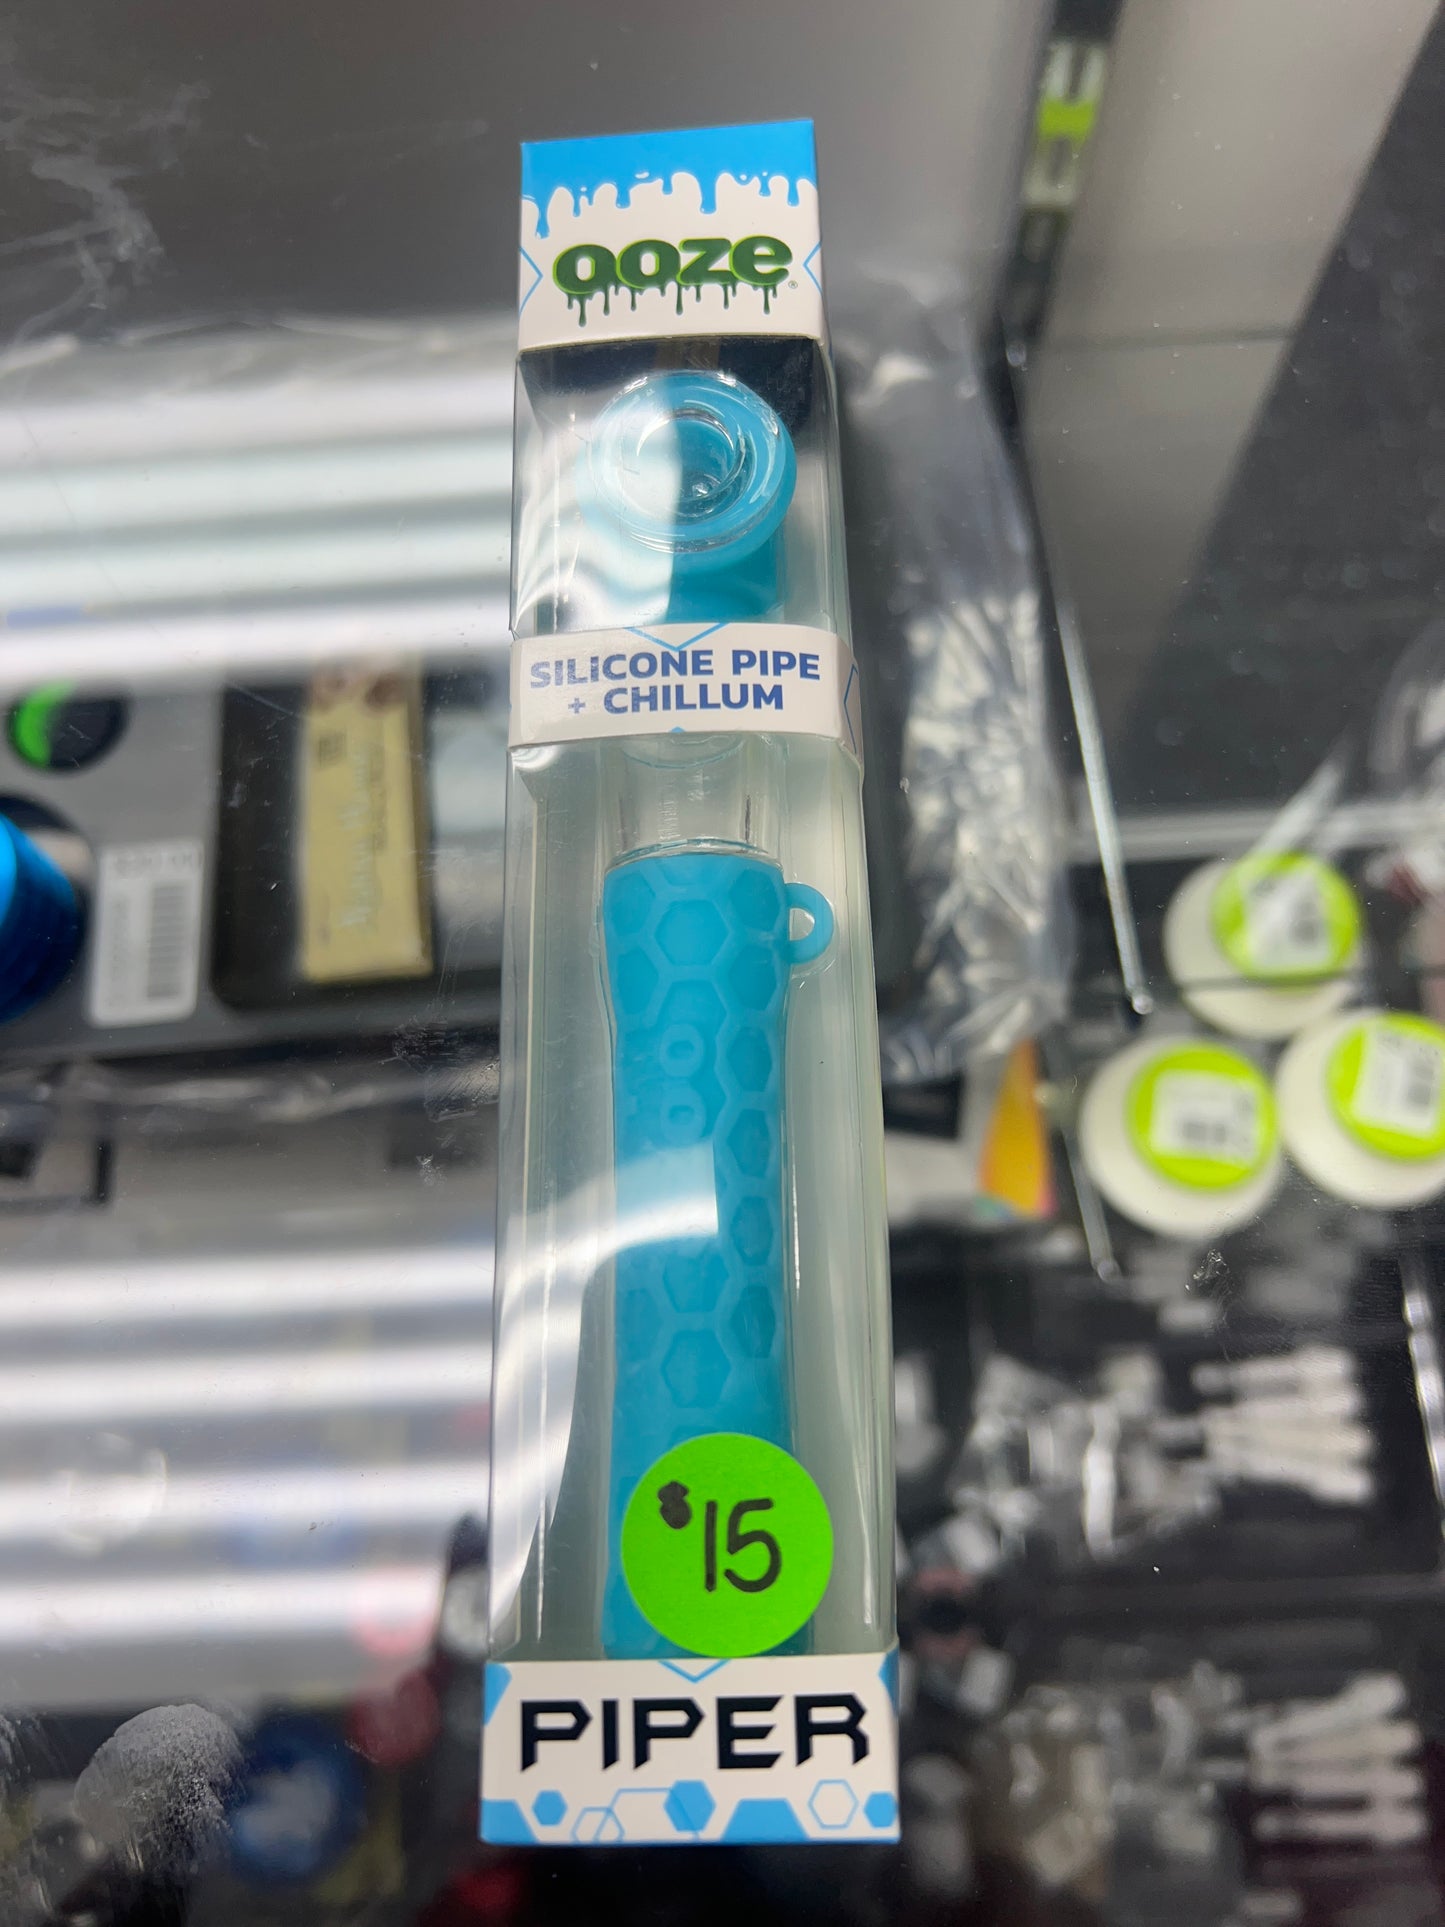 ooze
SILICONE PIPE
+ CHILLUM
$15
PIPER